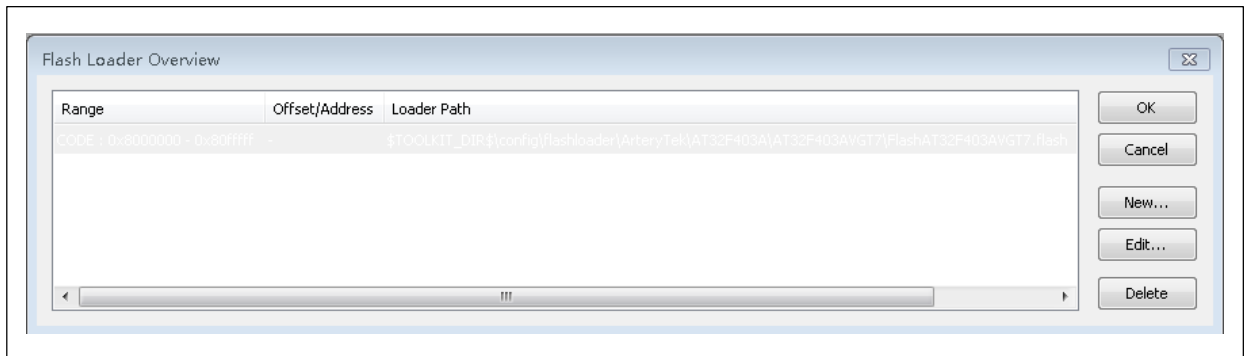 Flash Loader Overview
Range Offset/Address Loader Path
CODE : 0x8000000 - 0x80fffff - $TOOLKIT_DIR$\config\flashloader\ArteryTek\AT32F403A\AT32F403AVGT7\FlashAT32F403AVGT7.flash
OK
Cancel
New...
Edit...
Delete